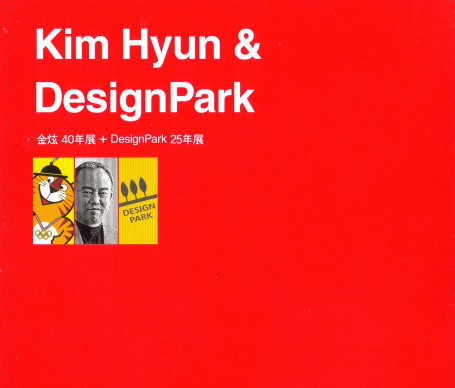 Kim Hyun &
DesignPark
金炫 40年展 + DesignPark 25年展
DESIGN
PARK